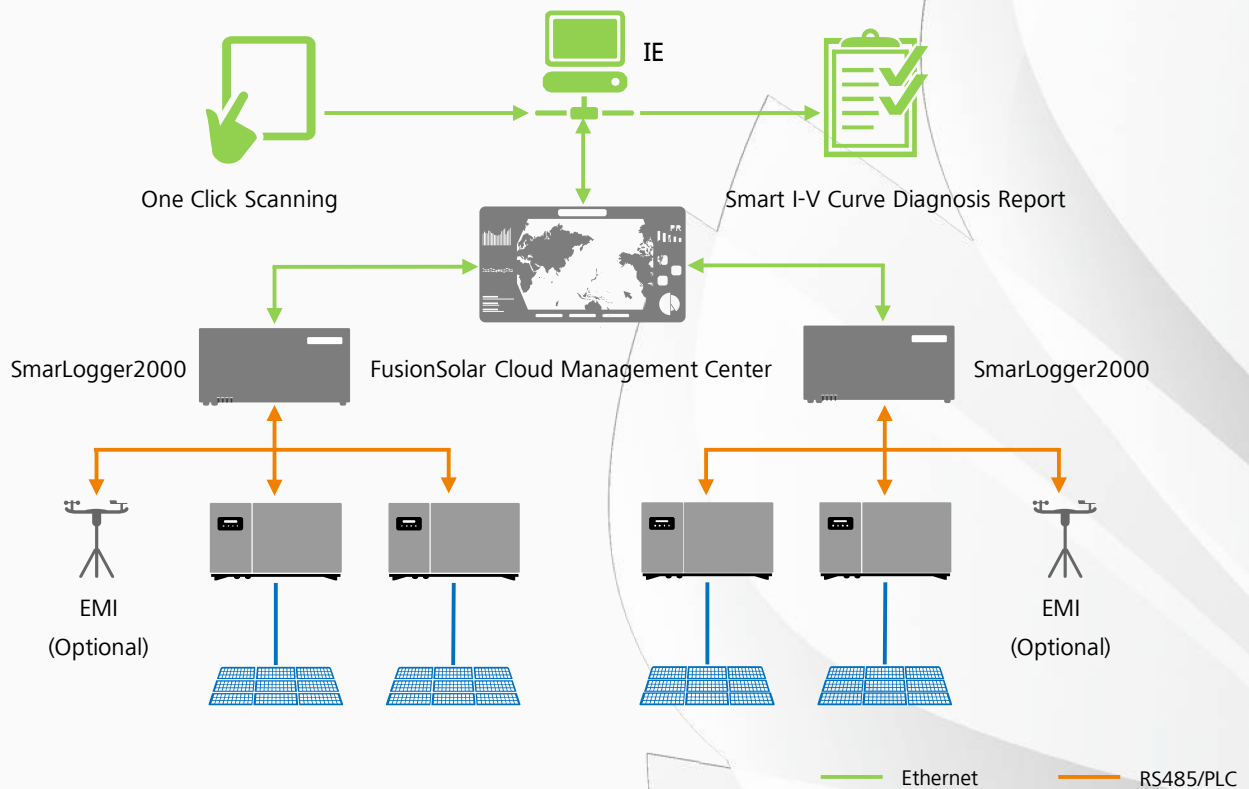 IE
One Click Scanning
Smart I-V Curve Diagnosis Report
SmarLogger2000
FusionSolar Cloud Management Center
SmarLogger2000
EMI
(Optional)
EMI
(Optional)
Ethernet
RS485/PLC